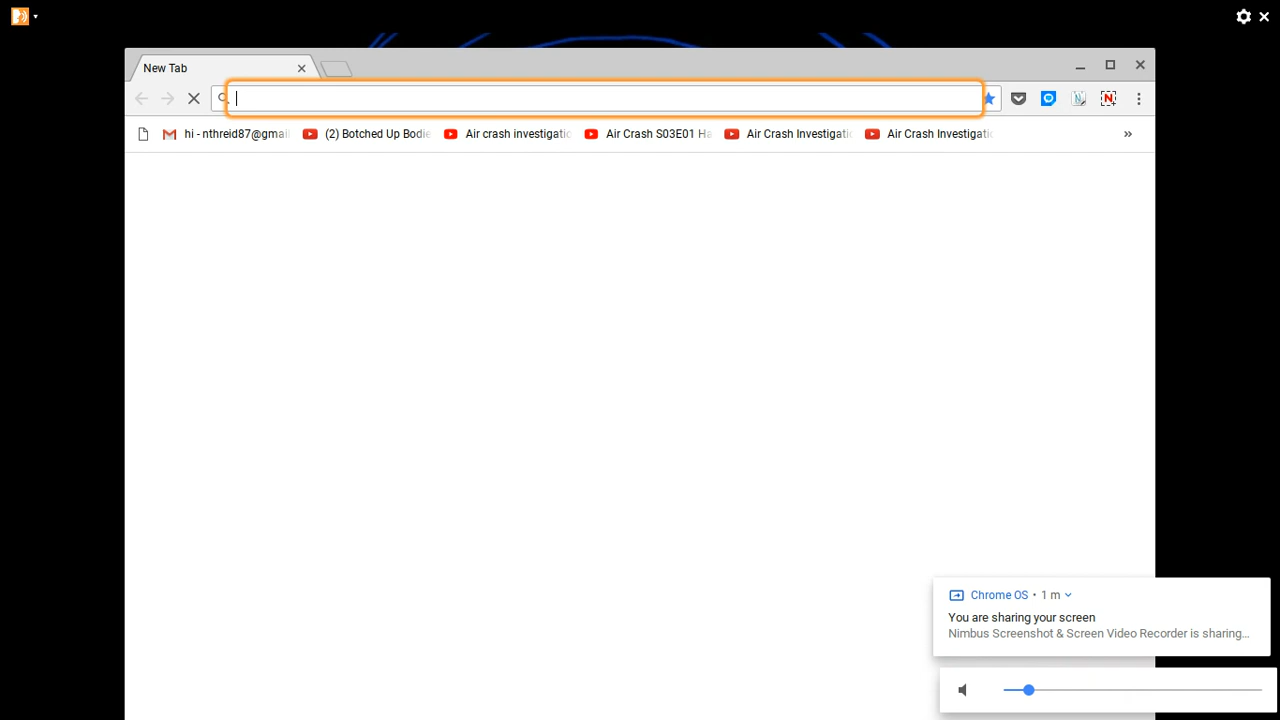 New Tab
hi - nthreid87@gmai
(2) Botched Up Bodie
Air crash investigatic
Air Crash S03E01 Ha
Air Crash Investigati
Air Crash Investigati
»
Chrome OS • 1 m
You are sharing your screen
Nimbus Screenshot & Screen Video Recorder is sharing...